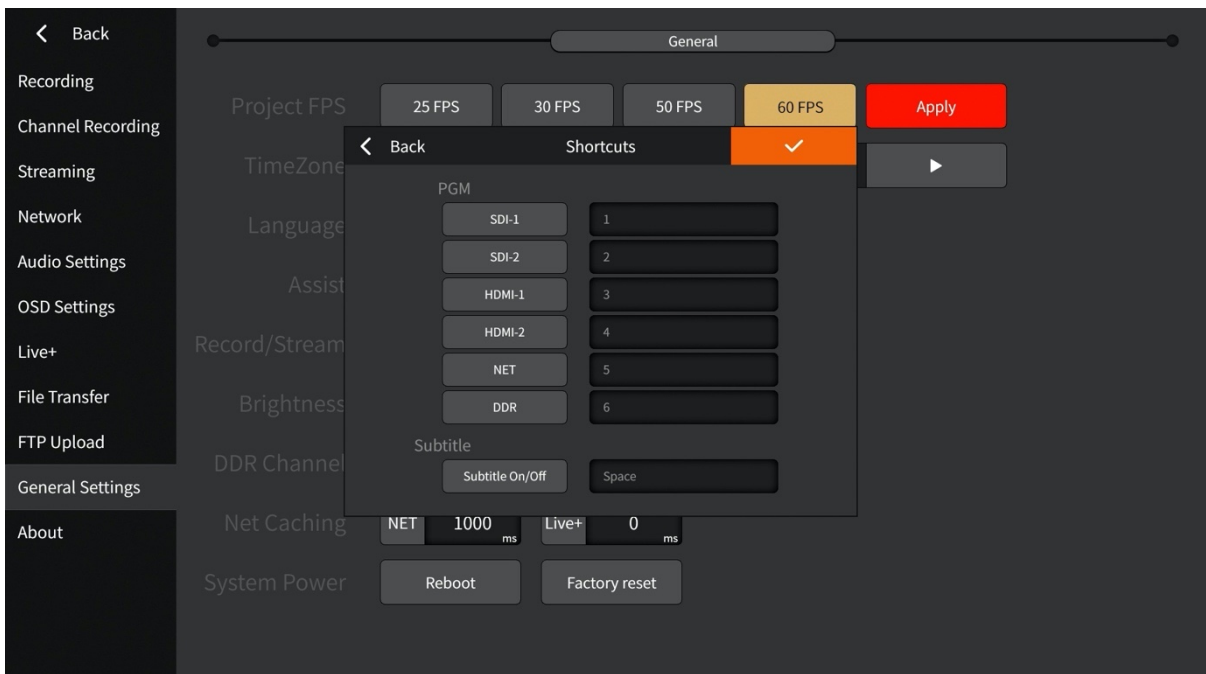 Back
Recording
Channel Recording
Streaming
Network
Audio Settings
OSD Settings
Live+
File Transfer
FTP Upload
General Settings
About
General
Project FPS 25 FPS 30 FPS 50 FPS 60 FPS Apply
TimeZone
Language
Assist
Record/Stream
Brightness
DDR Channel
Back Shortcuts
PGM
SDI-1 1
SDI-2 2
HDMI-1 3
HDMI-2 4
NET 5
DDR 6
Subtitle
Subtitle On/Off Space
Net Caching NET 1000 ms Live+ 0 ms
System Power Reboot Factory reset